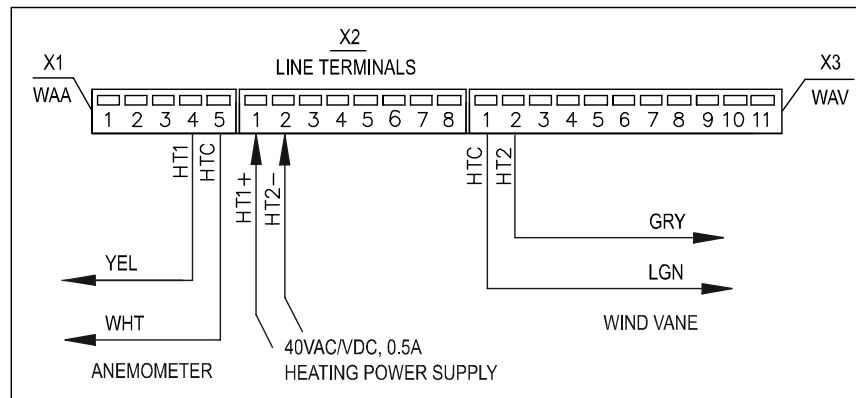 X2
LINE TERMINALS
X1
WAA
X3
WAV
1 2 3 4 5
1 2 3 4 5 6 7 8
1 2 3 4 5 6 7 8 9 10 11
HT1
HTC
HT1+
HT2−
HTC
HT2
GRY
YEL
LGN
WHT
WIND VANE
40VAC/VDC, 0.5A
HEATING POWER SUPPLY
ANEMOMETER